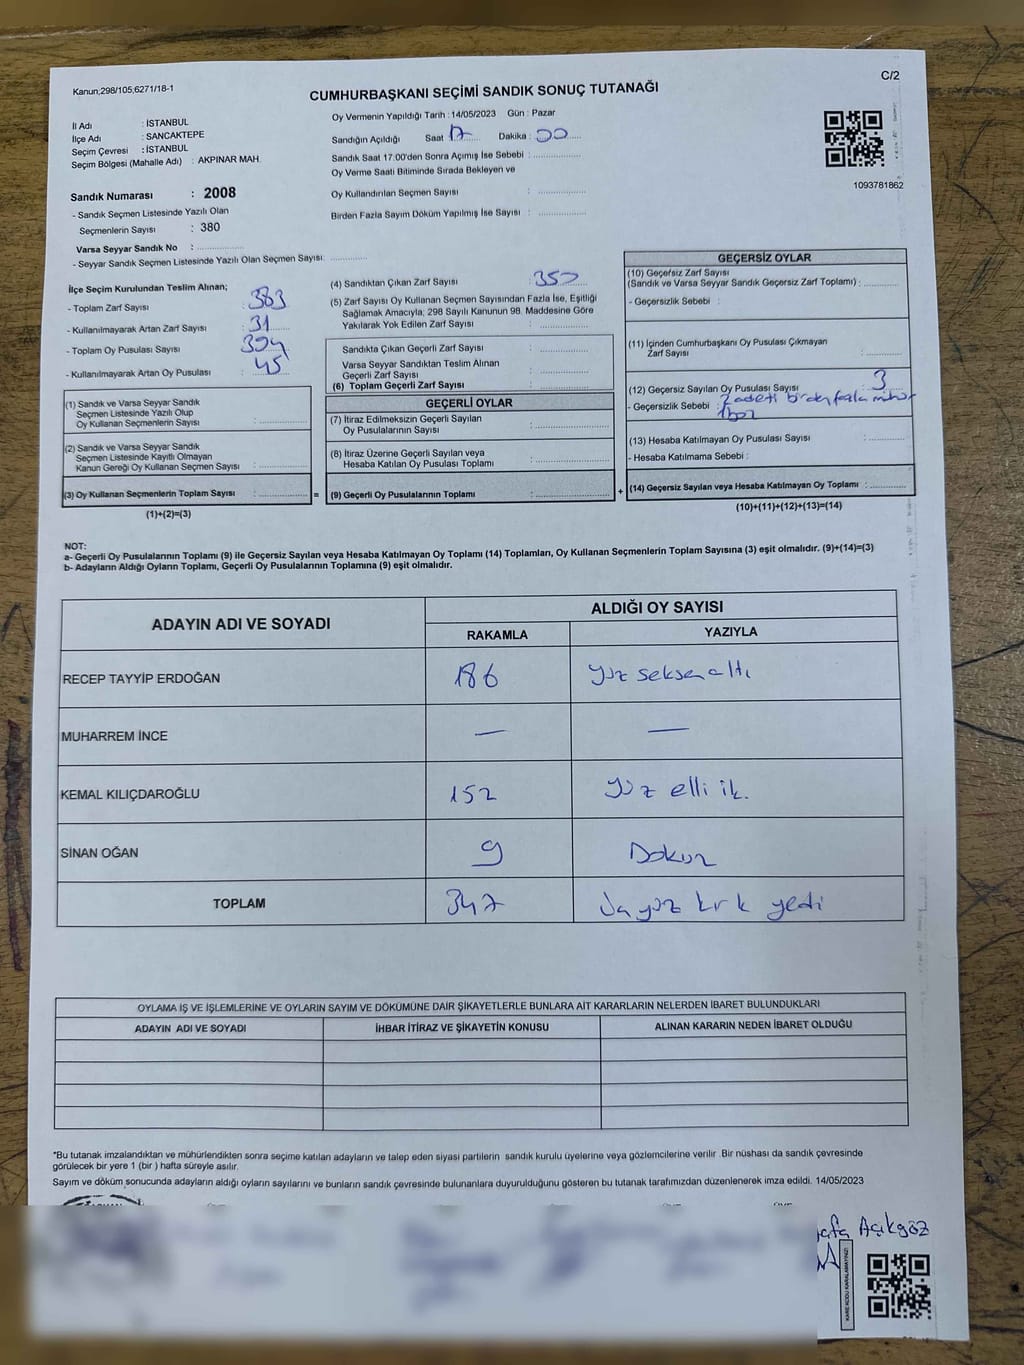 Kanun;298/105;6271/18-1
C/2
CUMHURBAŞKANI SEÇİMİ SANDIK SONUÇ TUTANAĞI
İl Adı : İSTANBUL
İlçe Adı : SANCAKTEPE
Seçim Çevresi : İSTANBUL
Seçim Bölgesi (Mahalle Adı) : AKPINAR MAH.
Sandık Numarası : 2008
- Sandık Seçmen Listesinde Yazılı Olan
Seçmenlerin Sayısı : 380
Varsa Seyyar Sandık No : ..............
- Seyyar Sandık Seçmen Listesinde Yazılı Olan Seçmen Sayısı: ............
Oy Vermenin Yapıldığı Tarih : 14/05/2023 Gün : Pazar
Sandığın Açıldığı Saat 17 Dakika : 00
Sandık Saat 17:00'den Sonra Açımış İse Sebebi : ..............
Oy Verme Saati Bitiminde Sırada Bekleyen ve
Oy Kullandırılan Seçmen Sayısı : ..............
Birden Fazla Sayım Döküm Yapılmış İse Sayısı : ..............
1093781862
İlçe Seçim Kurulundan Teslim Alınan;
- Toplam Zarf Sayısı : 383
- Kullanılmayarak Artan Zarf Sayısı : 31
- Toplam Oy Pusulası Sayısı : 394
- Kullanılmayarak Artan Oy Pusulası : 45
(1) Sandık ve Varsa Seyyar Sandık
Seçmen Listesinde Yazılı Olup
Oy Kullanan Seçmenlerin Sayısı : ..............
(2) Sandık ve Varsa Seyyar Sandık
Seçmen Listesinde Kayıtlı Olmayan
Kanun Gereği Oy Kullanan Seçmen Sayısı : ..............
(3) Oy Kullanan Seçmenlerin Toplam Sayısı : .............. =
(1)+(2)=(3)
(4) Sandıktan Çıkan Zarf Sayısı : 350
(5) Zarf Sayısı Oy Kullanan Seçmen Sayısından Fazla İse, Eşitliği
Sağlamak Amacıyla; 298 Sayılı Kanunun 98. Maddesine Göre
Yakılarak Yok Edilen Zarf Sayısı : ..............
Sandıkta Çıkan Geçerli Zarf Sayısı : ..............
Varsa Seyyar Sandıktan Teslim Alınan
Geçerli Zarf Sayısı : ..............
(6) Toplam Geçerli Zarf Sayısı : ..............
GEÇERLİ OYLAR
(7) İtiraz Edilmeksizin Geçerli Sayılan
Oy Pusulalarının Sayısı : ..............
(8) İtiraz Üzerine Geçerli Sayılan veya
Hesaba Katılan Oy Pusulası Toplamı : ..............
(9) Geçerli Oy Pusulalarının Toplamı : .............. +
GEÇERSİZ OYLAR
(10) Geçersiz Zarf Sayısı
(Sandık ve Varsa Seyyar Sandık Geçersiz Zarf Toplamı) : ..............
- Geçersizlik Sebebi :
(11) İçinden Cumhurbaşkanı Oy Pusulası Çıkmayan
Zarf Sayısı : ..............
(12) Geçersiz Sayılan Oy Pusulası Sayısı : 3
- Geçersizlik Sebebi : 2 adeti birden fazla mühür
1 boş
(13) Hesaba Katılmayan Oy Pusulası Sayısı : ..............
- Hesaba Katılmama Sebebi :
(14) Geçersiz Sayılan veya Hesaba Katılmayan Oy Toplamı : ..............
(10)+(11)+(12)+(13)=(14)
NOT:
a- Geçerli Oy Pusulalarının Toplamı (9) ile Geçersiz Sayılan veya Hesaba Katılmayan Oy Toplamı (14) Toplamları, Oy Kullanan Seçmenlerin Toplam Sayısına (3) eşit olmalıdır. (9)+(14)=(3)
b- Adayların Aldığı Oyların Toplamı, Geçerli Oy Pusulalarının Toplamına (9) eşit olmalıdır.
ADAYIN ADI VE SOYADI
ALDIĞI OY SAYISI
RAKAMLA YAZIYLA
RECEP TAYYİP ERDOĞAN 186 yüz seksen altı
MUHARREM İNCE — —
KEMAL KILIÇDAROĞLU 152 yüz elli ik.
SİNAN OĞAN 9 Dokuz
TOPLAM 347 yüz kırk yedi
OYLAMA İŞ VE İŞLEMLERİNE VE OYLARIN SAYIM VE DÖKÜMÜNE DAİR ŞİKAYETLERLE BUNLARA AİT KARARLARIN NELERDEN İBARET BULUNDUKLARI
ADAYIN ADI VE SOYADI İHBAR İTİRAZ VE ŞİKAYETİN KONUSU ALINAN KARARIN NEDEN İBARET OLDUĞU
*Bu tutanak imzalandıktan ve mühürlendikten sonra seçime katılan adayların ve talep eden siyasi partilerin sandık kurulu üyelerine veya gözlemcilerine verilir .Bir nüshası da sandık çevresinde
görülecek bir yere 1 (bir ) hafta süreyle asılır.
Sayım ve döküm sonucunda adayların aldığı oyların sayılarını ve bunların sandık çevresinde bulunanlara duyurulduğunu gösteren bu tutanak tarafımızdan düzenlenerek imza edildi. 14/05/2023
Açıkgöz
KARE KODU KARALAMAYINIZ!